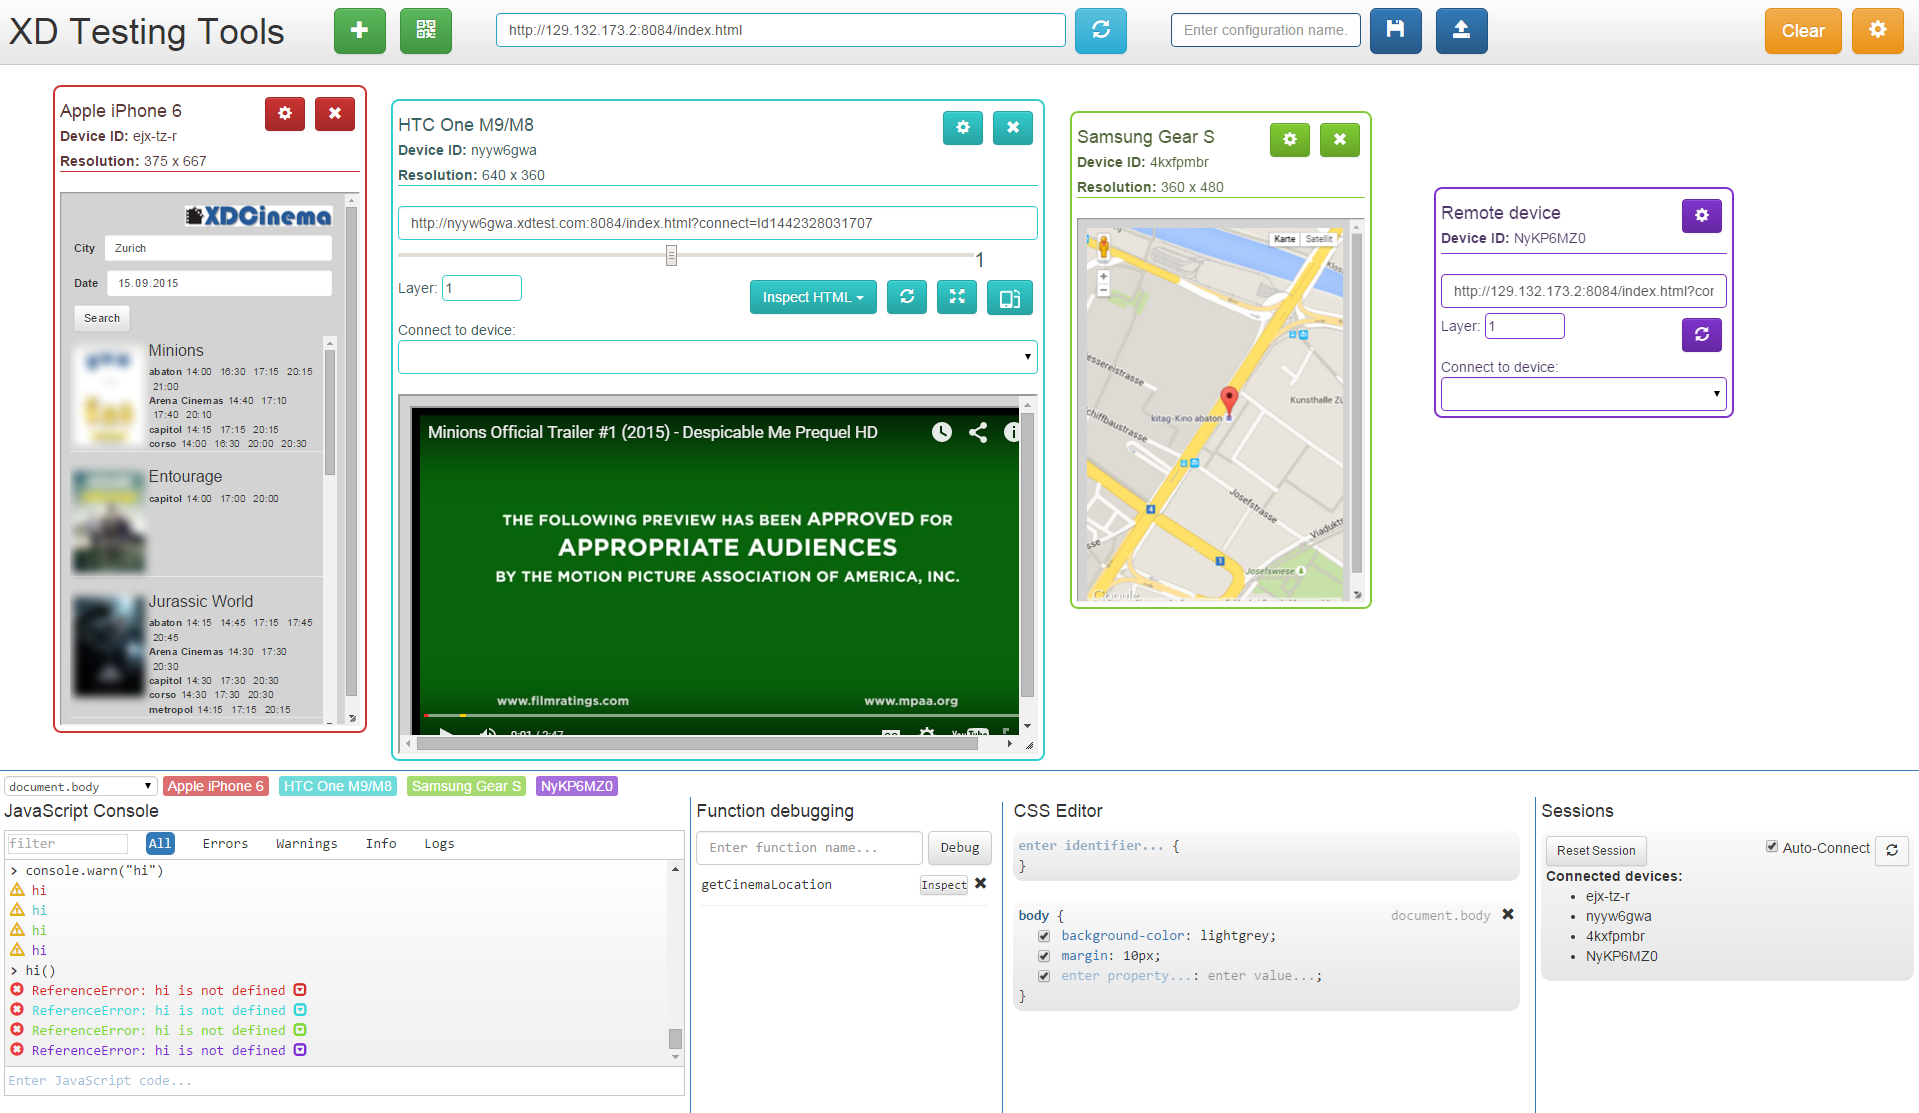 XD Testing Tools
http://129.132.173.2:8084/index.html
Enter configuration name.
Clear
Apple iPhone 6
Device ID: ejx-tz-r
Resolution: 375 x 667
XDCinema
City Zurich
Date 15.09.2015
Search
Minions
abaton 14:00 16:30 17:15 20:15
21:00
Arena Cinemas 14:40 17:10
17:40 20:10
capitol 14:15 17:15 20:15
corso 14:00 16:30 20:00 20:30
Entourage
capitol 14:00 17:00 20:00
Jurassic World
abaton 14:15 14:45 17:15 17:45
20:45
Arena Cinemas 14:30 17:30
20:30
capitol 14:30 17:30 20:30
corso 14:30 17:30 20:30
metropol 14:15 17:15 20:15
HTC One M9/M8
Device ID: nyyw6gwa
Resolution: 640 x 360
http://nyyw6gwa.xdtest.com:8084/index.html?connect=Id1442328031707
1
Layer: 1
Inspect HTML
Connect to device:
Minions Official Trailer #1 (2015) - Despicable Me Prequel HD
THE FOLLOWING PREVIEW HAS BEEN APPROVED FOR
APPROPRIATE AUDIENCES
BY THE MOTION PICTURE ASSOCIATION OF AMERICA, INC.
www.filmratings.com www.mpaa.org
0:01 / 2:47
YouTube
Samsung Gear S
Device ID: 4kxfpmbr
Resolution: 360 x 480
Karte Satellit
Kunsthalle Zü
kitag-Kino abaton
Josefstrasse
Viaduktstr
4
3
Josefswiese
Google
Remote device
Device ID: NyKP6MZ0
http://129.132.173.2:8084/index.html?cor
Layer: 1
Connect to device:
document.body Apple iPhone 6 HTC One M9/M8 Samsung Gear S NyKP6MZ0
JavaScript Console
filter All Errors Warnings Info Logs
> console.warn("hi")
hi
hi
hi
hi
> hi()
ReferenceError: hi is not defined
ReferenceError: hi is not defined
ReferenceError: hi is not defined
ReferenceError: hi is not defined
Enter JavaScript code...
Function debugging
Enter function name... Debug
getCinemaLocation Inspect
CSS Editor
enter identifier... {
}
body { document.body
background-color: lightgrey;
margin: 10px;
enter property...: enter value...;
}
Sessions
Reset Session Auto-Connect
Connected devices:
• ejx-tz-r
• nyyw6gwa
• 4kxfpmbr
• NyKP6MZ0